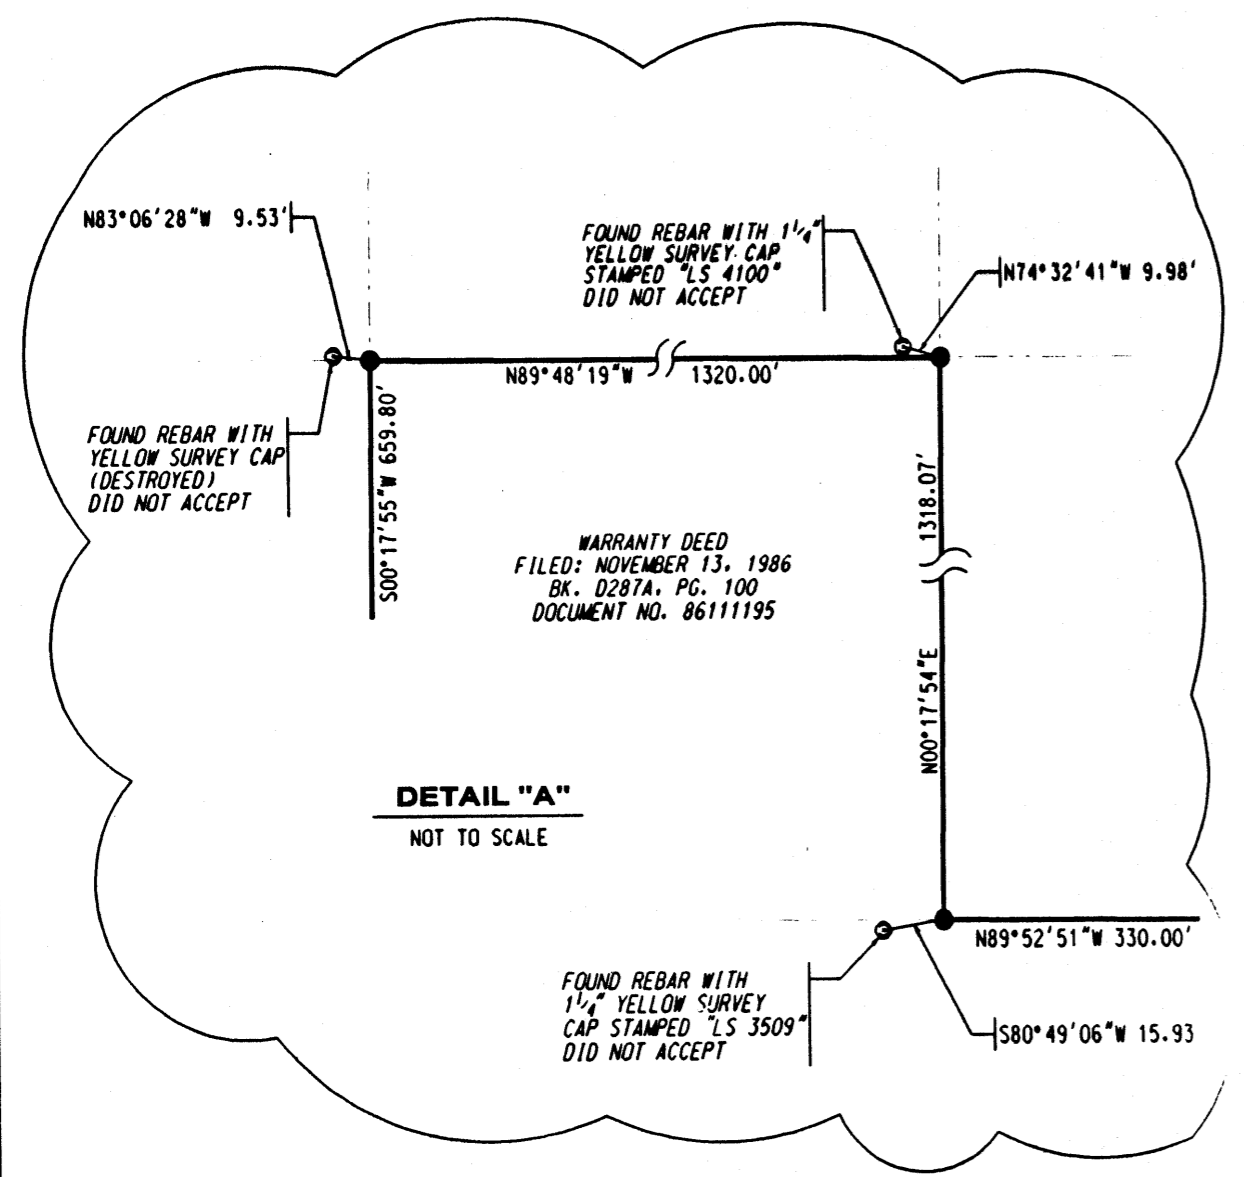 N83°06'28"W 9.53'
FOUND REBAR WITH 1 1/4"
YELLOW SURVEY CAP
STAMPED "LS 4100"
DID NOT ACCEPT
N74°32'41"W 9.98'
N89°48'19"W 1320.00'
FOUND REBAR WITH
YELLOW SURVEY CAP
(DESTROYED)
DID NOT ACCEPT
S00°17'55"W 659.80'
1318.07'
WARRANTY DEED
FILED: NOVEMBER 13, 1986
BK. D287A, PG. 100
DOCUMENT NO. 86111195
N00°17'54"E
DETAIL "A"
NOT TO SCALE
N89°52'51"W 330.00'
FOUND REBAR WITH
1 1/4" YELLOW SURVEY
CAP STAMPED "LS 3509"
DID NOT ACCEPT
S80°49'06"W 15.93